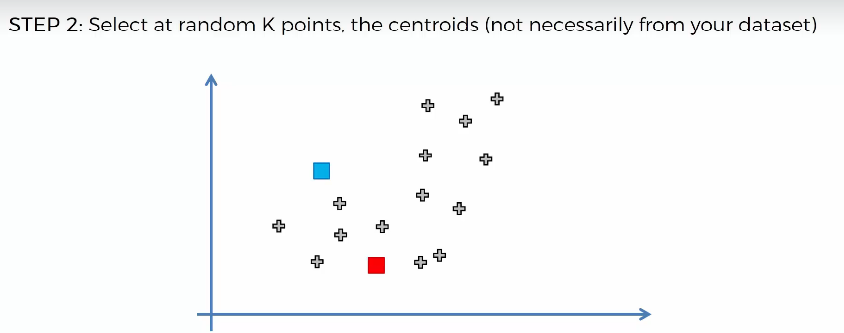 STEP 2: Select at random K points, the centroids (not necessarily from your dataset)